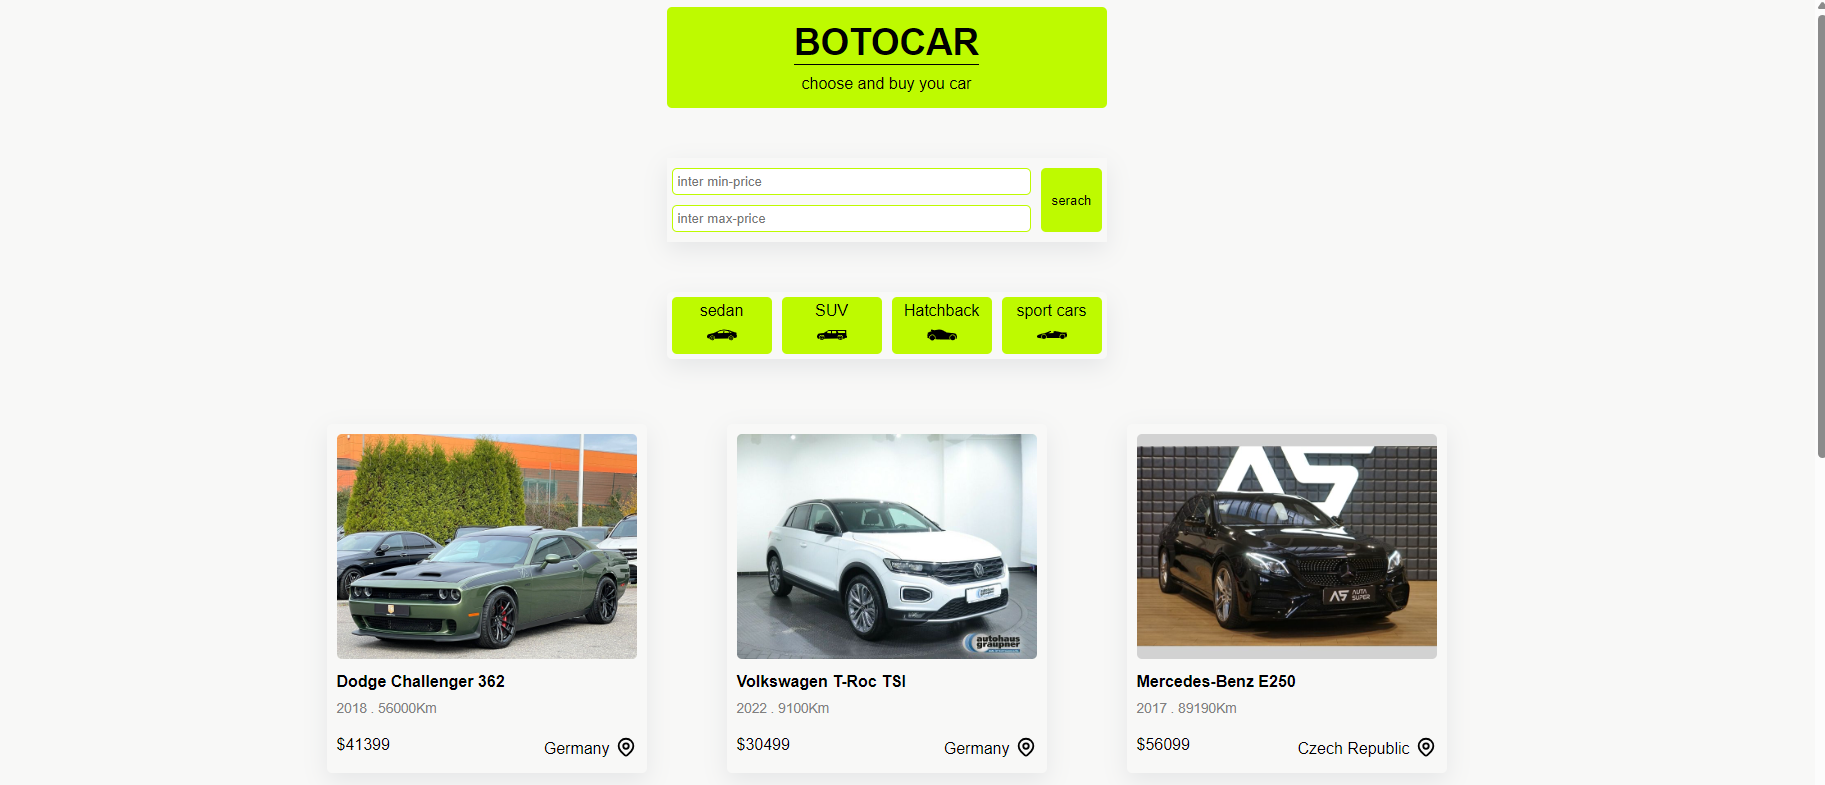 BOTOCAR
choose and buy you car
inter min-price
inter max-price
serach
sedan
SUV
Hatchback
sport cars
autohaus
graupner
AS
AS AUTA
SUPER
Dodge Challenger 362
2018 . 56000Km
$41399
Germany
Volkswagen T-Roc TSI
2022 . 9100Km
$30499
Germany
Mercedes-Benz E250
2017 . 89190Km
$56099
Czech Republic